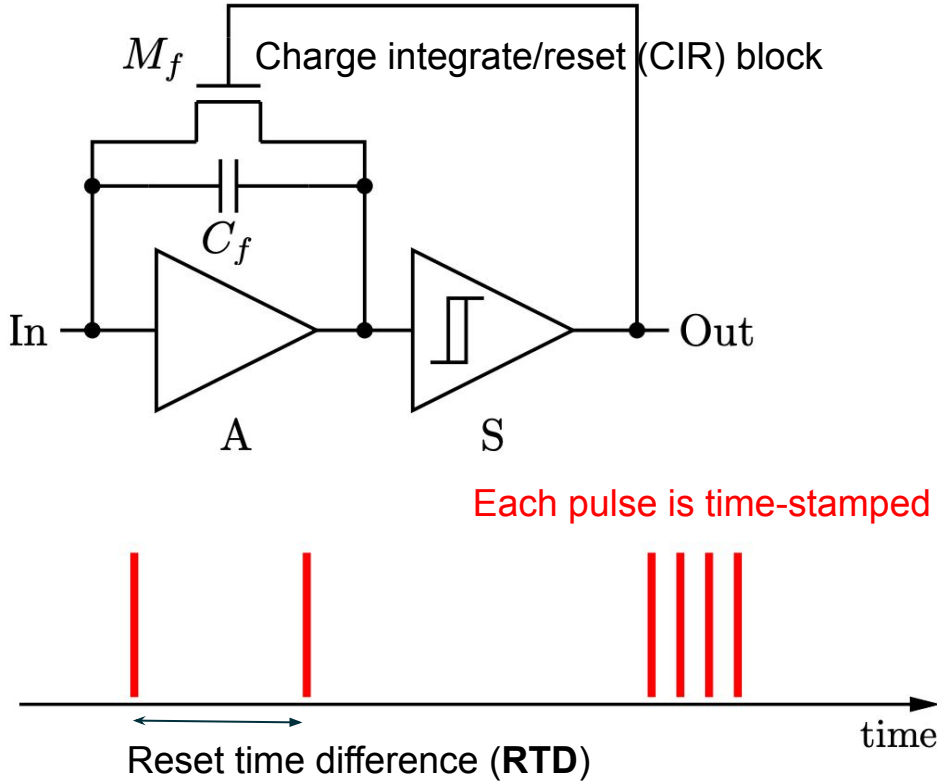 M_f
Charge integrate/reset (CIR) block
C_f
In
Out
A
S
Each pulse is time-stamped
time
Reset time difference (RTD)